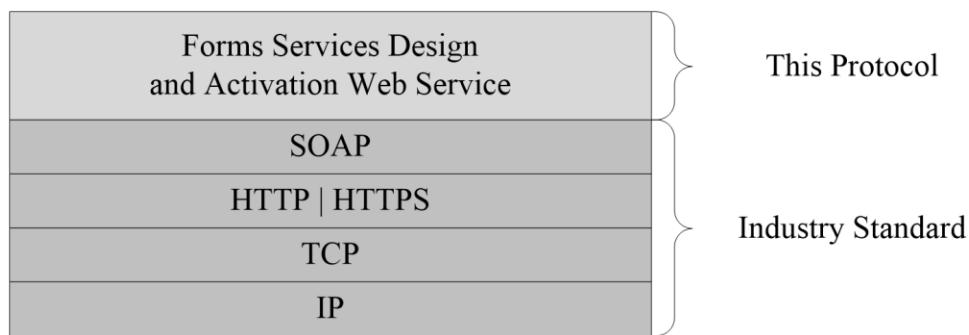 Forms Services Design
and Activation Web Service
This Protocol
SOAP
HTTP | HTTPS
TCP
IP
Industry Standard